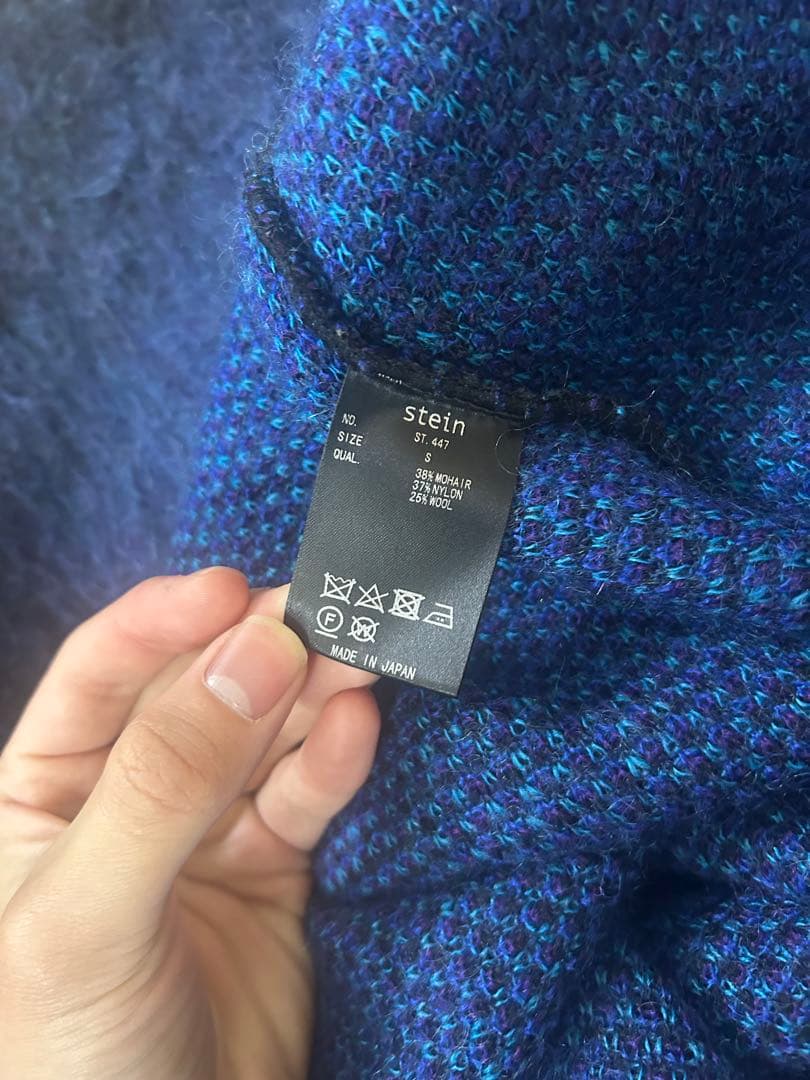 stein
NO. ST. 447
SIZE S
QUAL. 38% MOHAIR
37% NYLON
25% WOOL
F W
MADE IN JAPAN